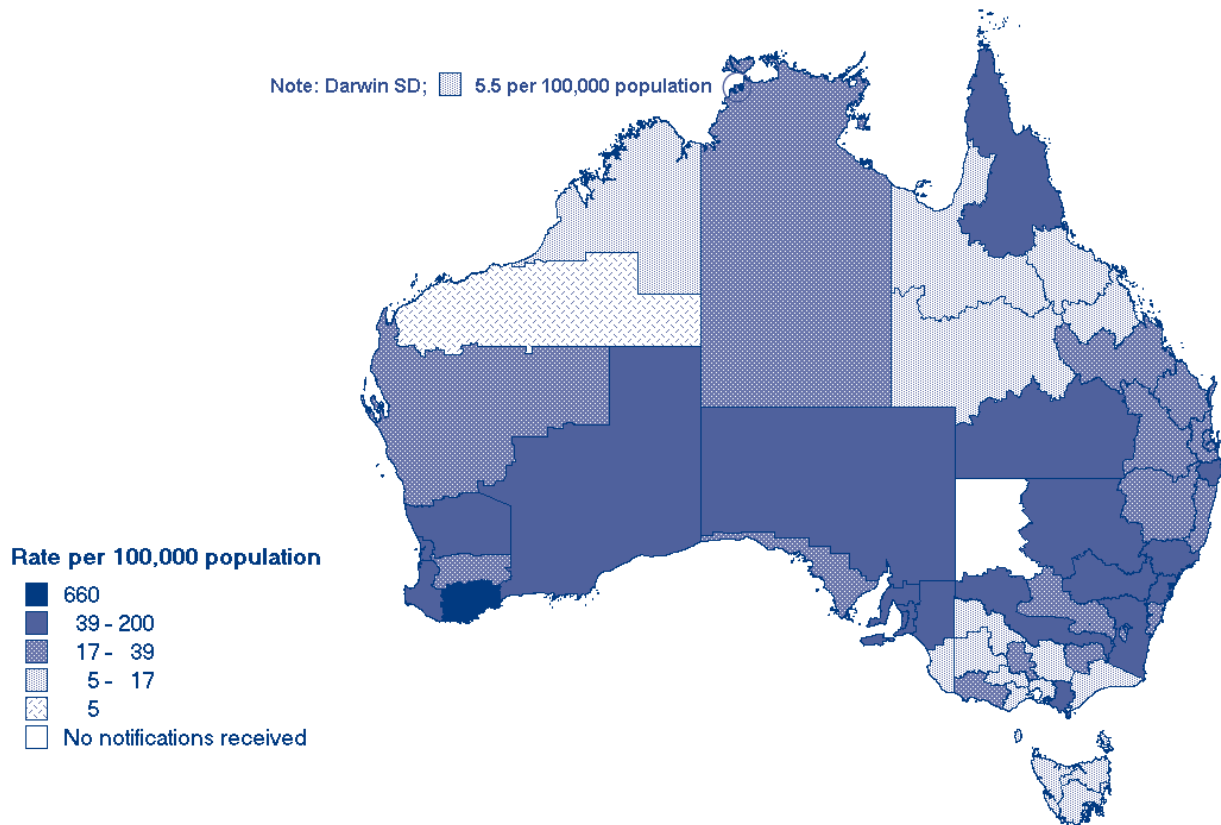 Note: Darwin SD; 5.5 per 100,000 population
Rate per 100,000 population
660
39 - 200
17 - 39
5 - 17
5
No notifications received